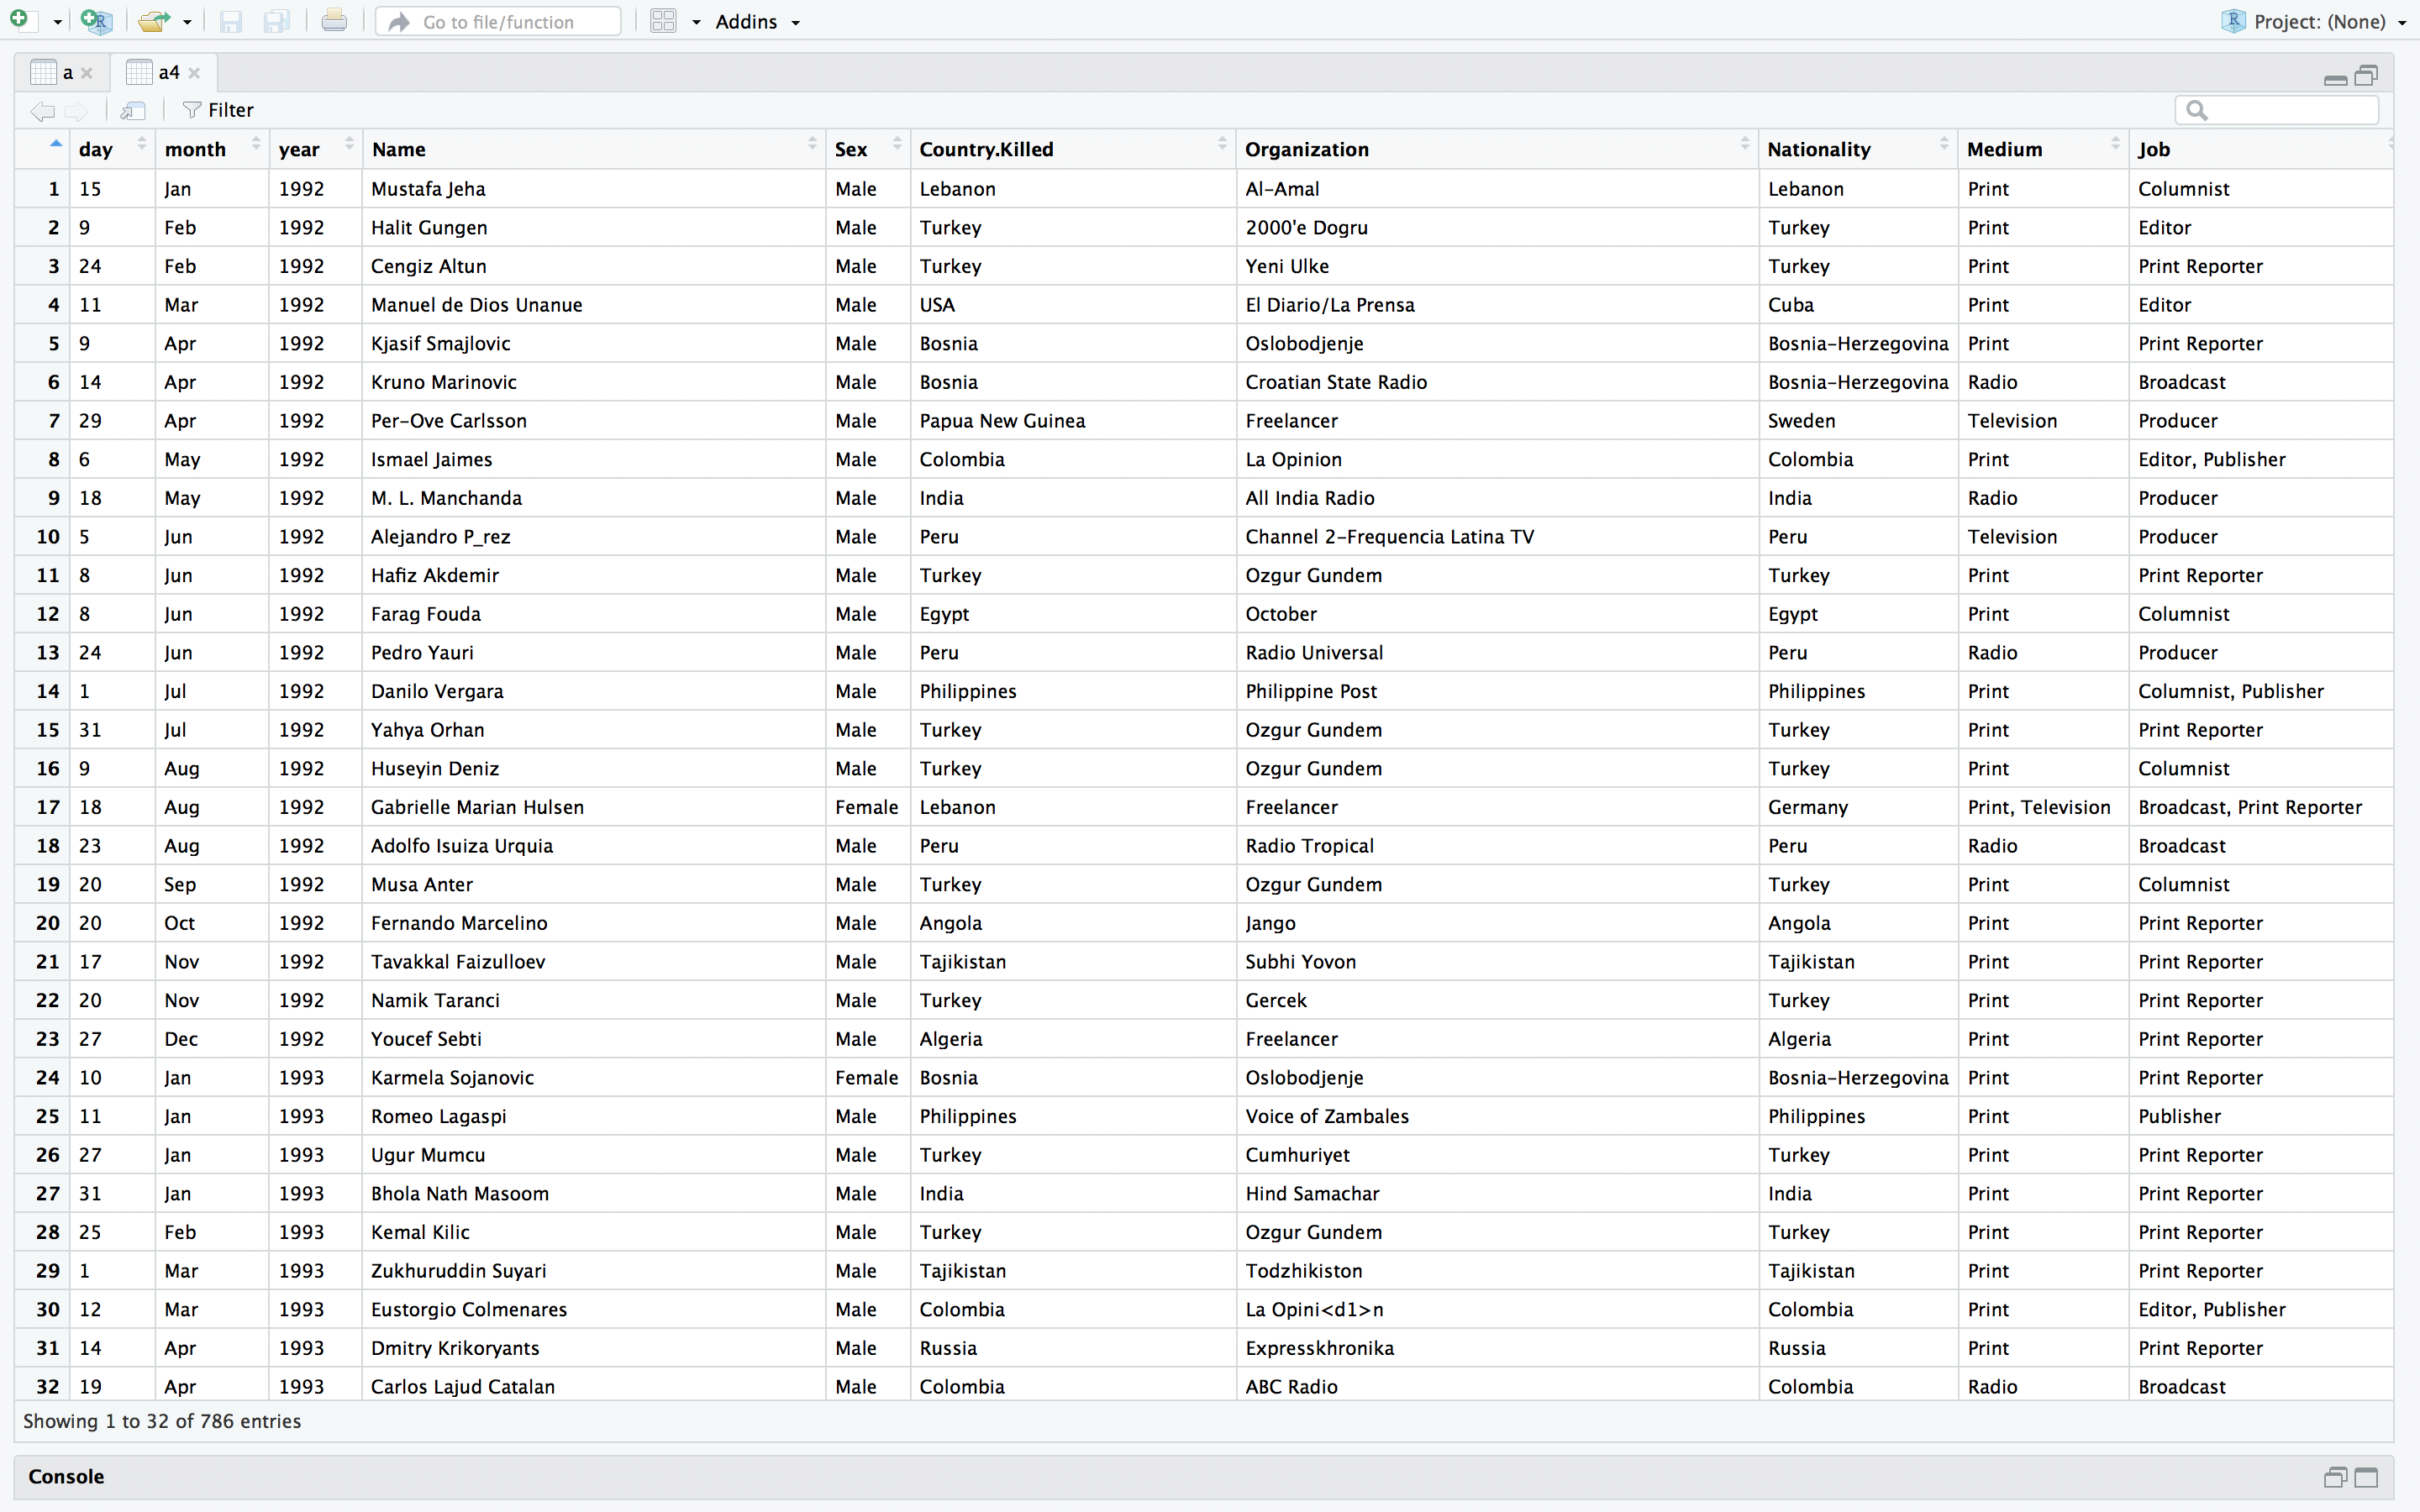 Go to file/function Addins Project: (None)
a a4
Filter
day month year Name Sex Country.Killed Organization Nationality Medium Job
1 15 Jan 1992 Mustafa Jeha Male Lebanon Al-Amal Lebanon Print Columnist
2 9 Feb 1992 Halit Gungen Male Turkey 2000'e Dogru Turkey Print Editor
3 24 Feb 1992 Cengiz Altun Male Turkey Yeni Ulke Turkey Print Print Reporter
4 11 Mar 1992 Manuel de Dios Unanue Male USA El Diario/La Prensa Cuba Print Editor
5 9 Apr 1992 Kjasif Smajlovic Male Bosnia Oslobodjenje Bosnia-Herzegovina Print Print Reporter
6 14 Apr 1992 Kruno Marinovic Male Bosnia Croatian State Radio Bosnia-Herzegovina Radio Broadcast
7 29 Apr 1992 Per-Ove Carlsson Male Papua New Guinea Freelancer Sweden Television Producer
8 6 May 1992 Ismael Jaimes Male Colombia La Opinion Colombia Print Editor, Publisher
9 18 May 1992 M. L. Manchanda Male India All India Radio India Radio Producer
10 5 Jun 1992 Alejandro P_rez Male Peru Channel 2-Frequencia Latina TV Peru Television Producer
11 8 Jun 1992 Hafiz Akdemir Male Turkey Ozgur Gundem Turkey Print Print Reporter
12 8 Jun 1992 Farag Fouda Male Egypt October Egypt Print Columnist
13 24 Jun 1992 Pedro Yauri Male Peru Radio Universal Peru Radio Producer
14 1 Jul 1992 Danilo Vergara Male Philippines Philippine Post Philippines Print Columnist, Publisher
15 31 Jul 1992 Yahya Orhan Male Turkey Ozgur Gundem Turkey Print Print Reporter
16 9 Aug 1992 Huseyin Deniz Male Turkey Ozgur Gundem Turkey Print Columnist
17 18 Aug 1992 Gabrielle Marian Hulsen Female Lebanon Freelancer Germany Print, Television Broadcast, Print Reporter
18 23 Aug 1992 Adolfo Isuiza Urquia Male Peru Radio Tropical Peru Radio Broadcast
19 20 Sep 1992 Musa Anter Male Turkey Ozgur Gundem Turkey Print Columnist
20 20 Oct 1992 Fernando Marcelino Male Angola Jango Angola Print Print Reporter
21 17 Nov 1992 Tavakkal Faizulloev Male Tajikistan Subhi Yovon Tajikistan Print Print Reporter
22 20 Nov 1992 Namik Taranci Male Turkey Gercek Turkey Print Print Reporter
23 27 Dec 1992 Youcef Sebti Male Algeria Freelancer Algeria Print Print Reporter
24 10 Jan 1993 Karmela Sojanovic Female Bosnia Oslobodjenje Bosnia-Herzegovina Print Print Reporter
25 11 Jan 1993 Romeo Lagaspi Male Philippines Voice of Zambales Philippines Print Publisher
26 27 Jan 1993 Ugur Mumcu Male Turkey Cumhuriyet Turkey Print Print Reporter
27 31 Jan 1993 Bhola Nath Masoom Male India Hind Samachar India Print Print Reporter
28 25 Feb 1993 Kemal Kilic Male Turkey Ozgur Gundem Turkey Print Print Reporter
29 1 Mar 1993 Zukhuruddin Suyari Male Tajikistan Todzhikiston Tajikistan Print Print Reporter
30 12 Mar 1993 Eustorgio Colmenares Male Colombia La Opini<d1>n Colombia Print Editor, Publisher
31 14 Apr 1993 Dmitry Krikoryants Male Russia Expresskhronika Russia Print Print Reporter
32 19 Apr 1993 Carlos Lajud Catalan Male Colombia ABC Radio Colombia Radio Broadcast
Showing 1 to 32 of 786 entries
Console